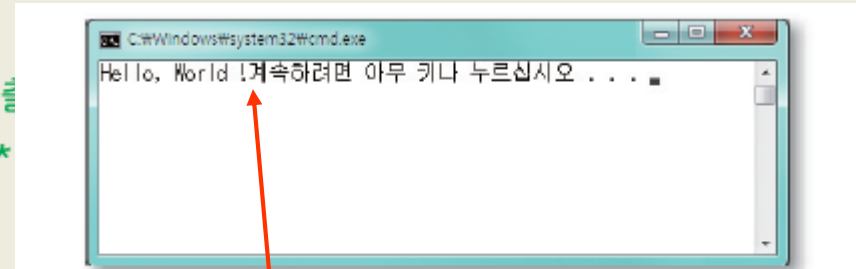 C:₩Windows₩system32₩cmd.exe
Hello, World !계속하려면 아무 키나 누르십시오 . . .
*